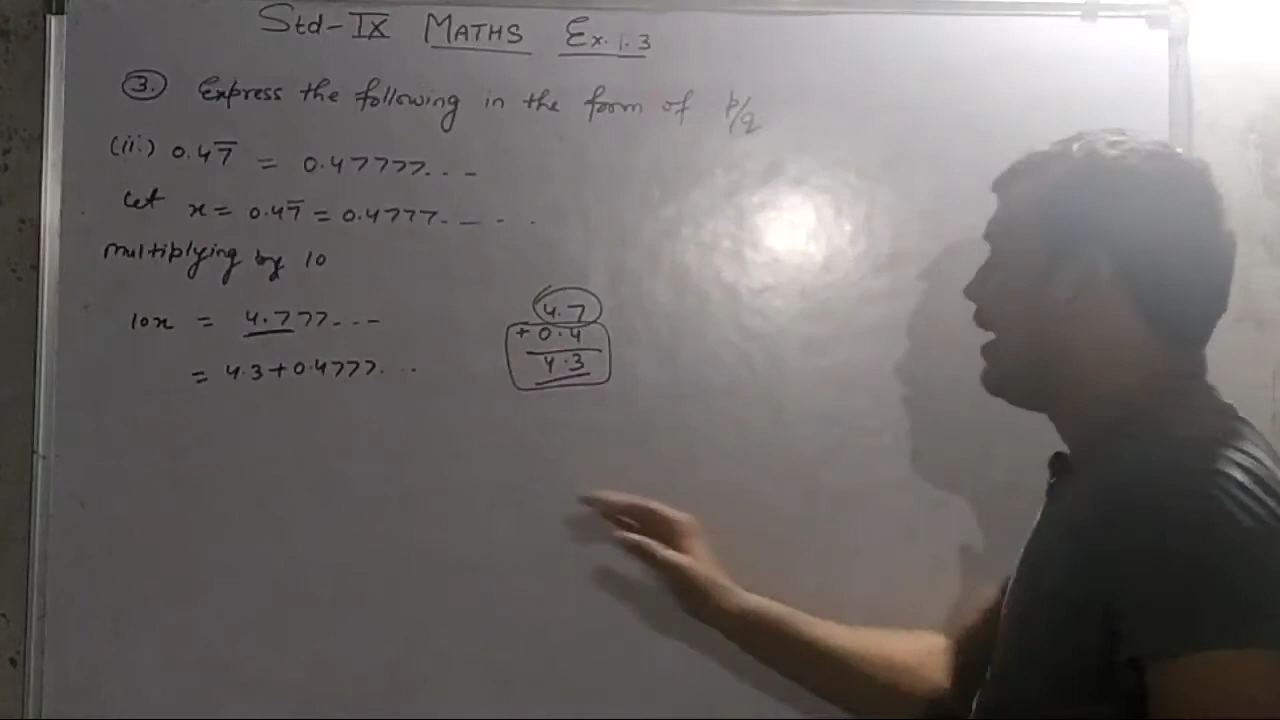 Std-IX MATHS Ex. 1.3
3. Express the following in the form of p/q
(ii.) 0.47̅ = 0.47777...
Let x = 0.47̅ = 0.4777.....
multiplying by 10
10x = 4.777...
= 4.3+0.4777...
4.7
+ 0.4
4.3